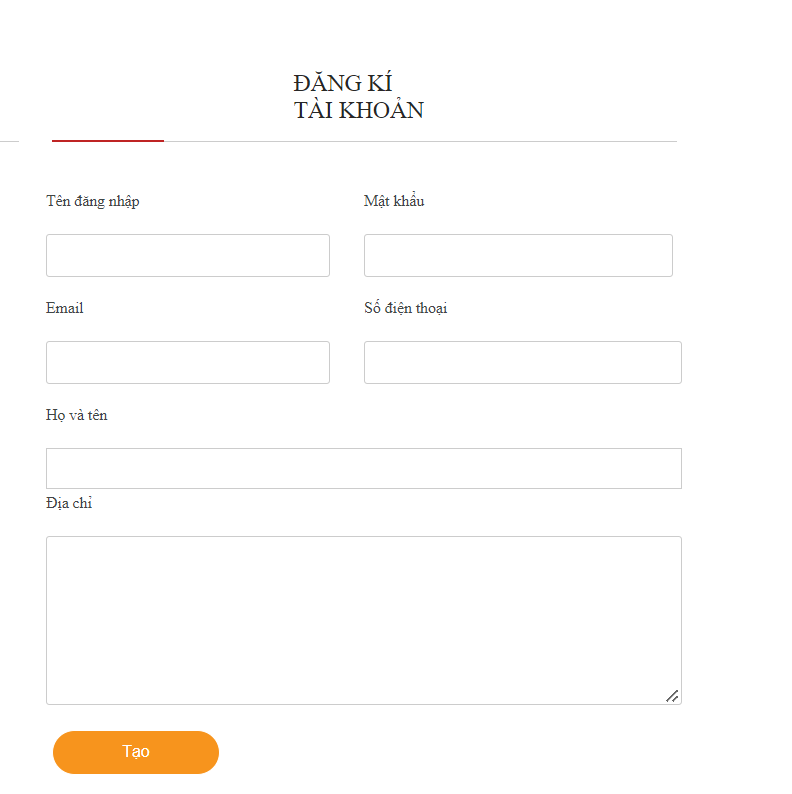 ĐĂNG KÍ
TÀI KHOẢN
Tên đăng nhập
Mật khẩu
Email
Số điện thoại
Họ và tên
Địa chỉ
Tạo